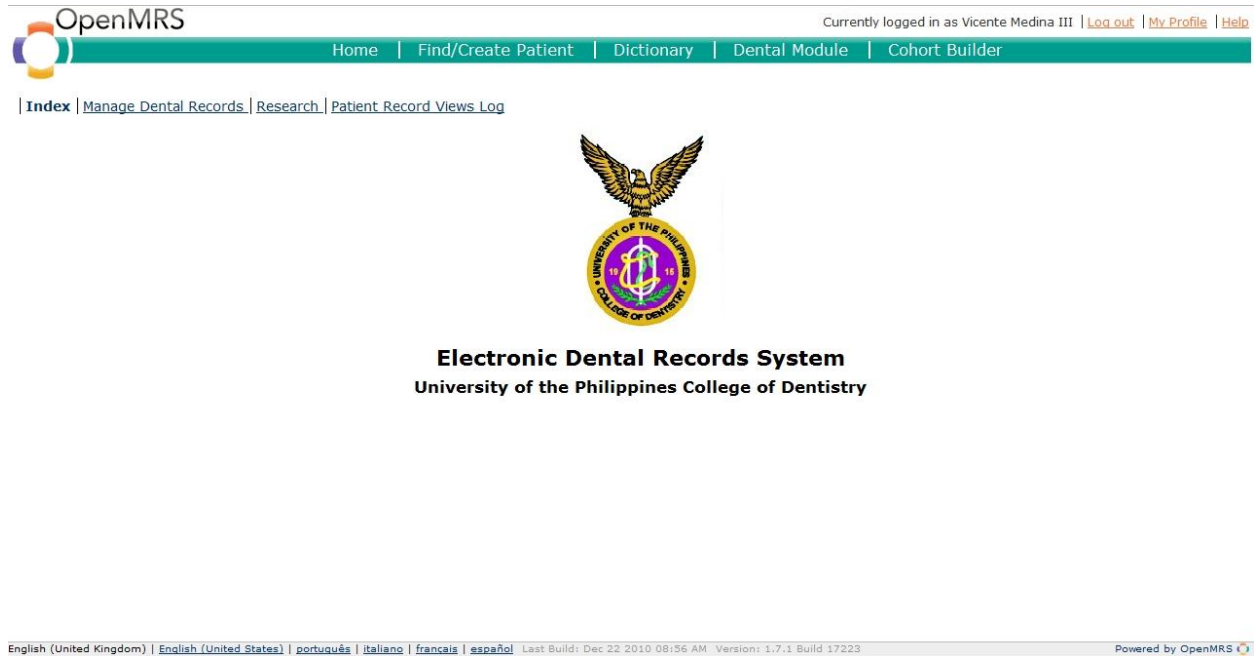 OpenMRS
Currently logged in as Vicente Medina III | Log out | My Profile | Help
Home | Find/Create Patient | Dictionary | Dental Module | Cohort Builder
| Index | Manage Dental Records | Research | Patient Record Views Log
UNIVERSITY OF THE PHILIPPINES
19 15
COLLEGE OF DENTISTRY
Electronic Dental Records System
University of the Philippines College of Dentistry
English (United Kingdom) | English (United States) | português | italiano | français | español Last Build: Dec 22 2010 08:56 AM Version: 1.7.1 Build 17223 Powered by OpenMRS